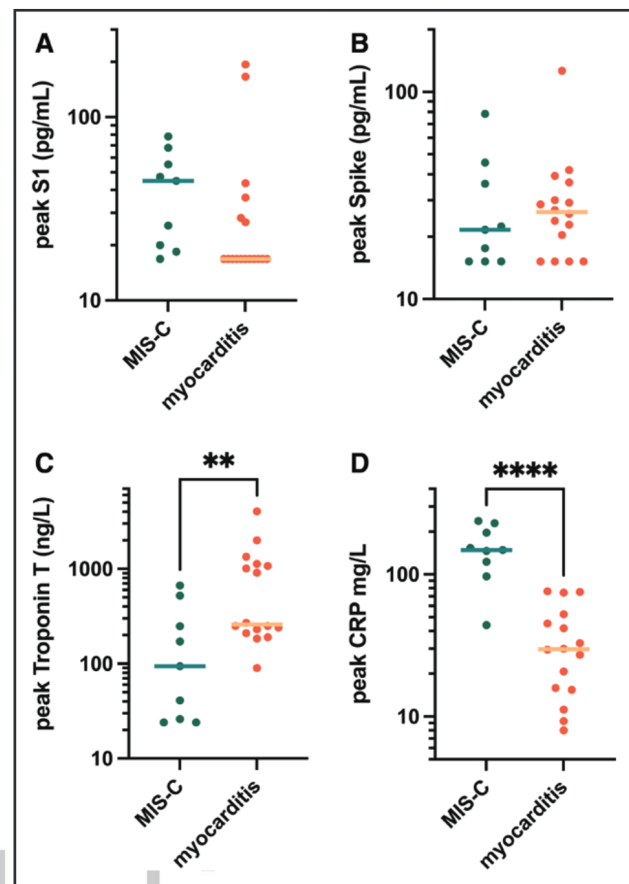 A
peak S1 (pg/mL)
100
10
MIS-C
myocarditis
B
peak Spike (pg/mL)
100
10
MIS-C
myocarditis
C
**
peak Troponin T (ng/L)
1000
100
10
MIS-C
myocarditis
D
****
peak CRP mg/L
100
10
MIS-C
myocarditis